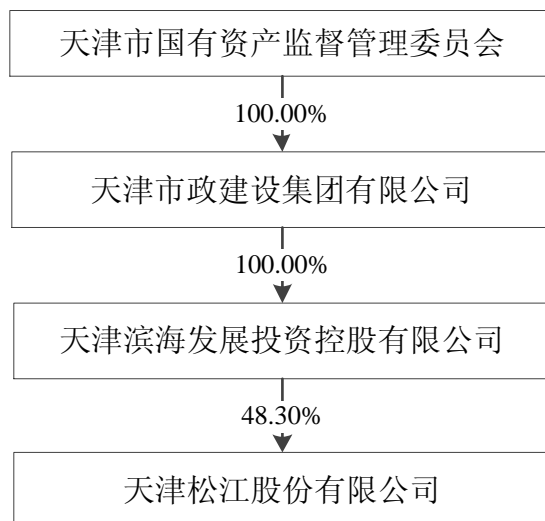 天津市国有资产监督管理委员会
100.00%
天津市政建设集团有限公司
100.00%
天津滨海发展投资控股有限公司
48.30%
天津松江股份有限公司